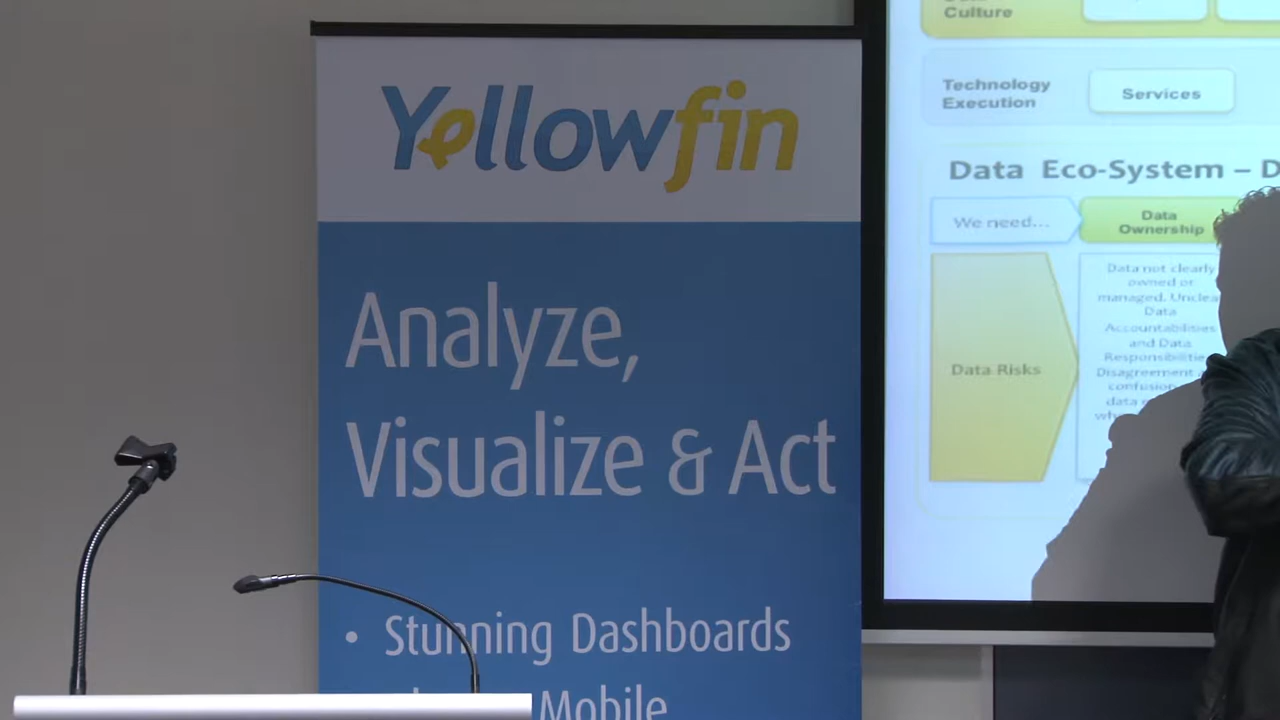 Yellowfin
Analyze,
Visualize & Act
• Stunning Dashboards
Mobile
Culture
Technology
Execution
Services
Data Eco-System – D
We need...
Data
Ownership
Data Risks
Data not clearly
owned or
managed. Unclea
Data
Accountabilities
and Data
Responsibilitie
Disagreement
confusion
data